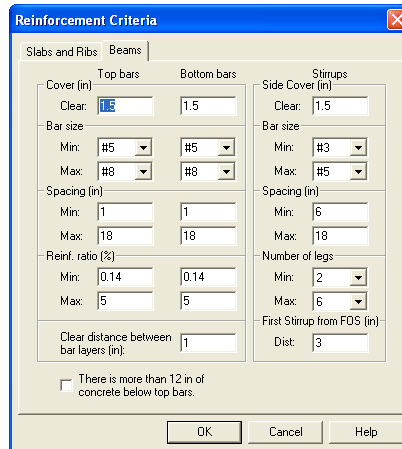 Reinforcement Criteria
Slabs and Ribs Beams
Top bars Bottom bars Stirrups
Cover (in) Side Cover (in)
Clear: 1.5 1.5 Clear: 1.5
Bar size Bar size
Min: #5 #5 Min: #3
Max: #8 #8 Max: #5
Spacing (in) Spacing (in)
Min: 1 1 Min: 6
Max: 18 18 Max: 18
Reinf. ratio (%) Number of legs
Min: 0.14 0.14 Min: 2
Max: 5 5 Max: 6
First Stirrup from FOS (in)
Clear distance between
bar layers (in): 1 Dist: 3
There is more than 12 in of
concrete below top bars.
OK Cancel Help